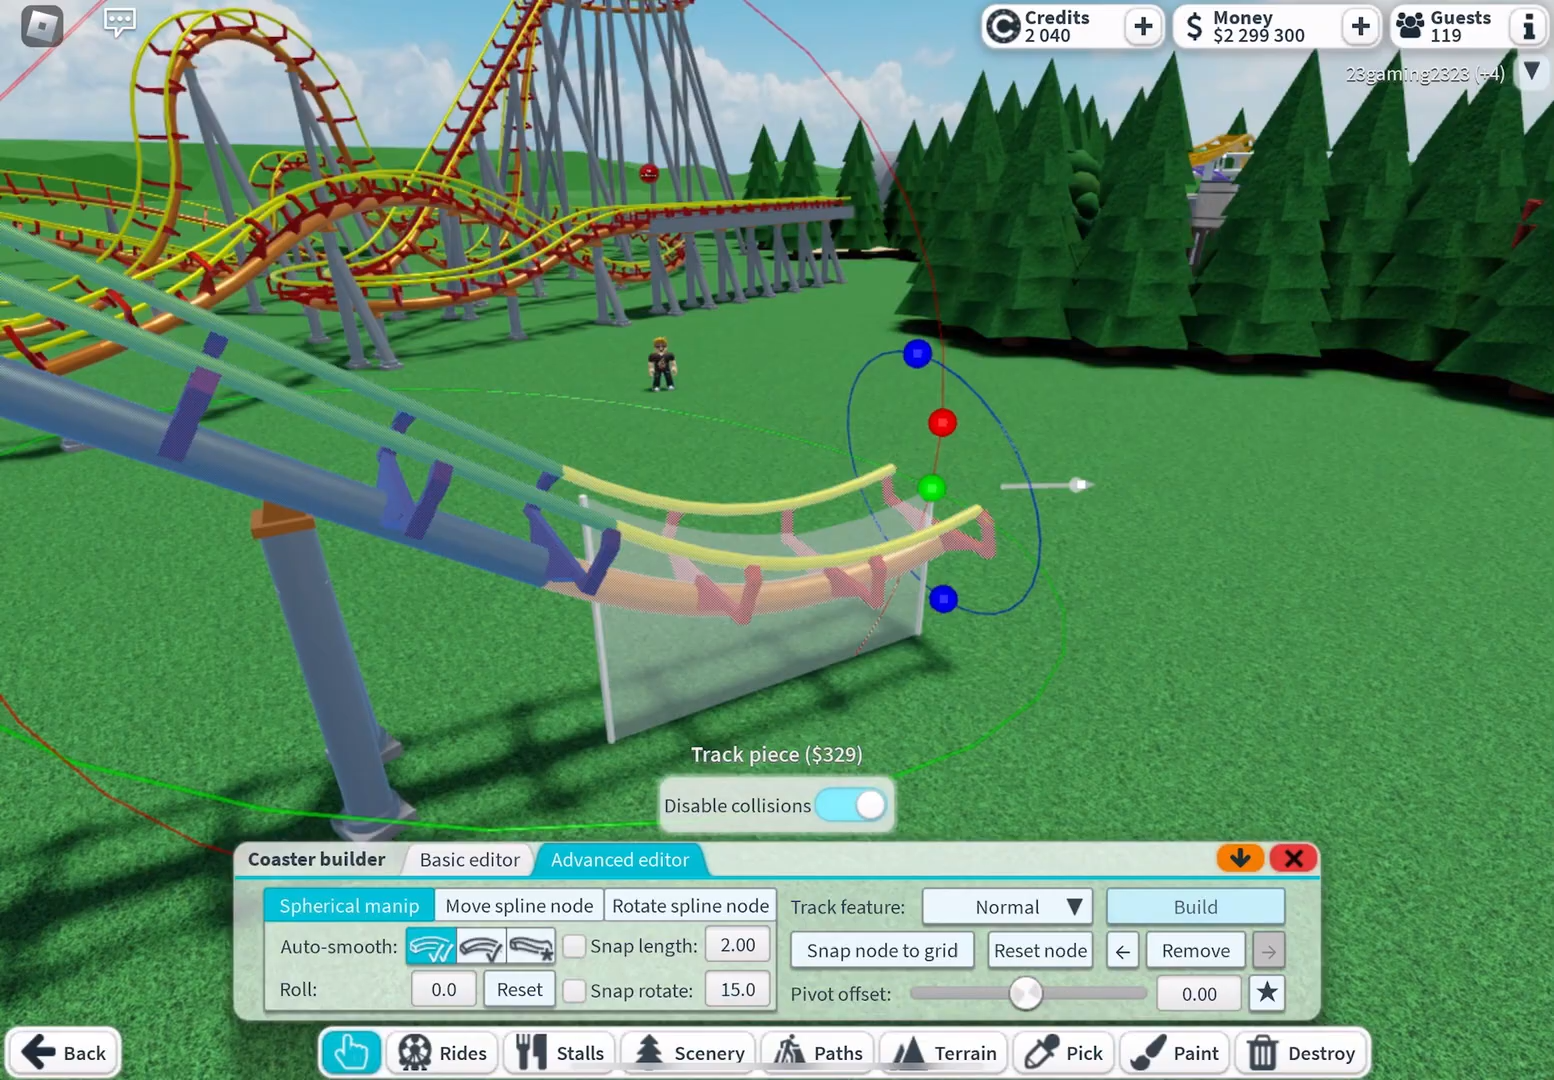 Credits
2 040
Money
$2 299 300
Guests
119
23gaming2323 (+4)
Track piece ($329)
Disable collisions
Coaster builder
Basic editor
Advanced editor
Spherical manip
Move spline node
Rotate spline node
Track feature:
Normal
Build
Auto-smooth:
Snap length:
2.00
Snap node to grid
Reset node
Remove
Roll:
0.0
Reset
Snap rotate:
15.0
Pivot offset:
0.00
Back
Rides
Stalls
Scenery
Paths
Terrain
Pick
Paint
Destroy